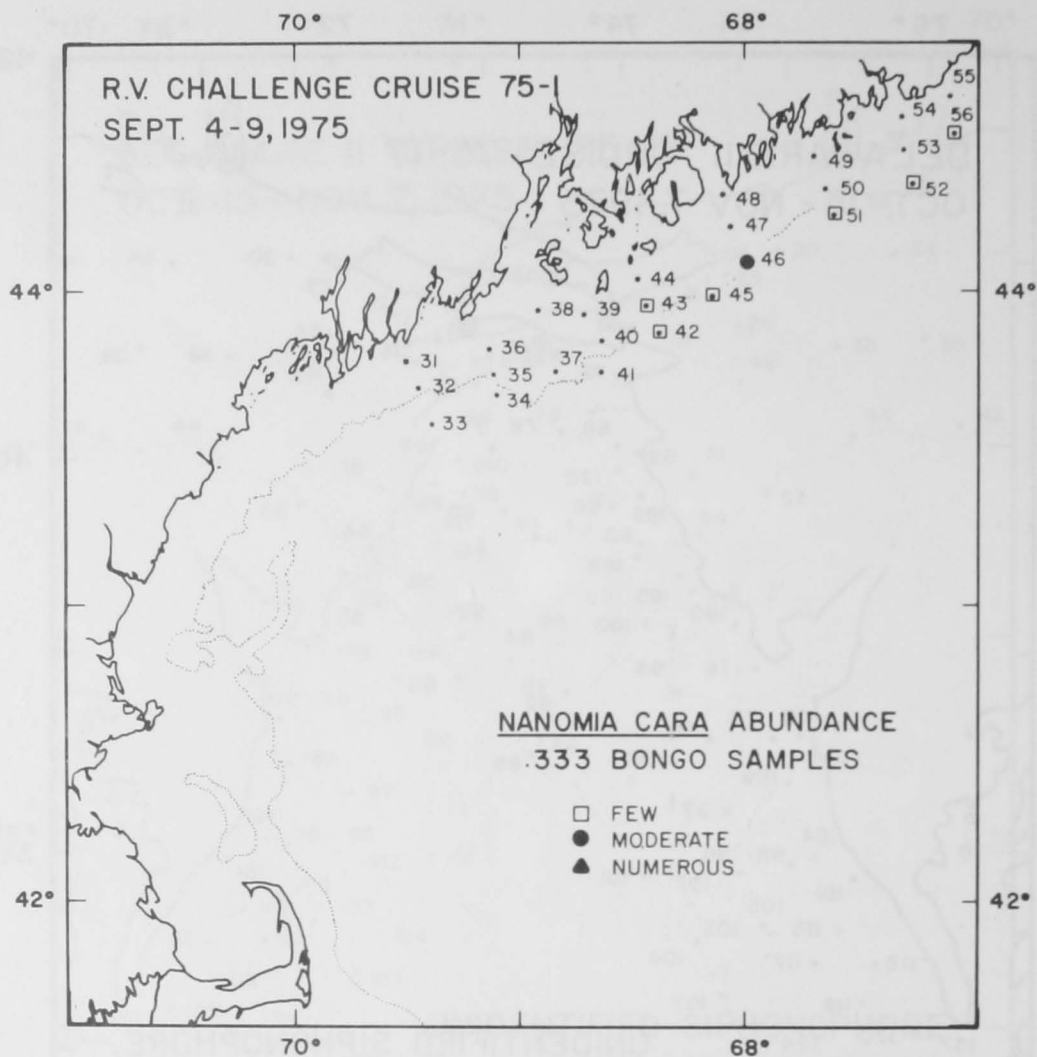 70° 68°
R.V. CHALLENGE CRUISE 75-1
SEPT. 4-9, 1975
55
54 56
53
49
52
48 50
51
47
46
44° 44 45 44°
43
38 39
42
40
36
31 37
35 41
32
34
33
NANOMIA CARA ABUNDANCE
.333 BONGO SAMPLES
FEW
MODERATE
NUMEROUS
42° 42°
70° 68°